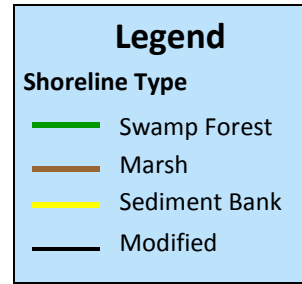 Legend
Shoreline Type
Swamp Forest
Marsh
Sediment Bank
Modified